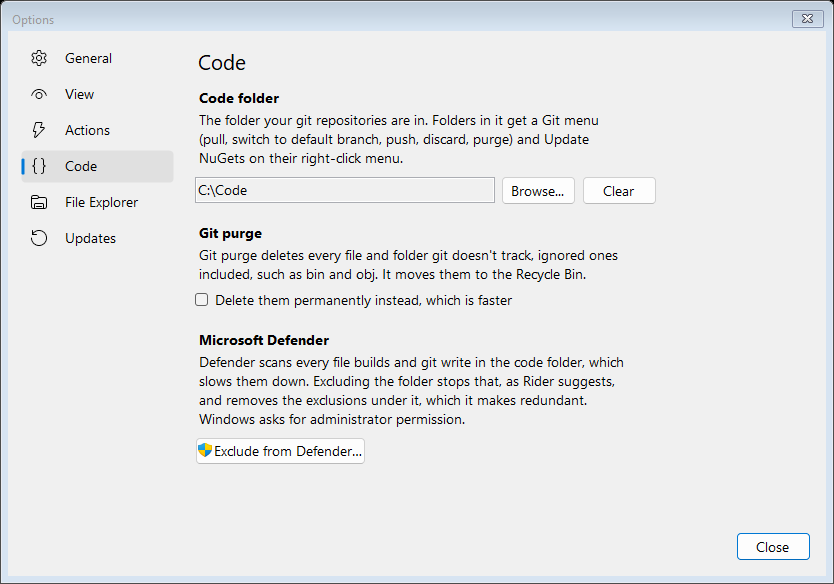 Options
General
View
Actions
Code
File Explorer
Updates
Code
Code folder
The folder your git repositories are in. Folders in it get a Git menu
(pull, switch to default branch, push, discard, purge) and Update
NuGets on their right-click menu.
C:\Code
Browse...
Clear
Git purge
Git purge deletes every file and folder git doesn't track, ignored ones
included, such as bin and obj. It moves them to the Recycle Bin.
Delete them permanently instead, which is faster
Microsoft Defender
Defender scans every file builds and git write in the code folder, which
slows them down. Excluding the folder stops that, as Rider suggests,
and removes the exclusions under it, which it makes redundant.
Windows asks for administrator permission.
Exclude from Defender...
Close